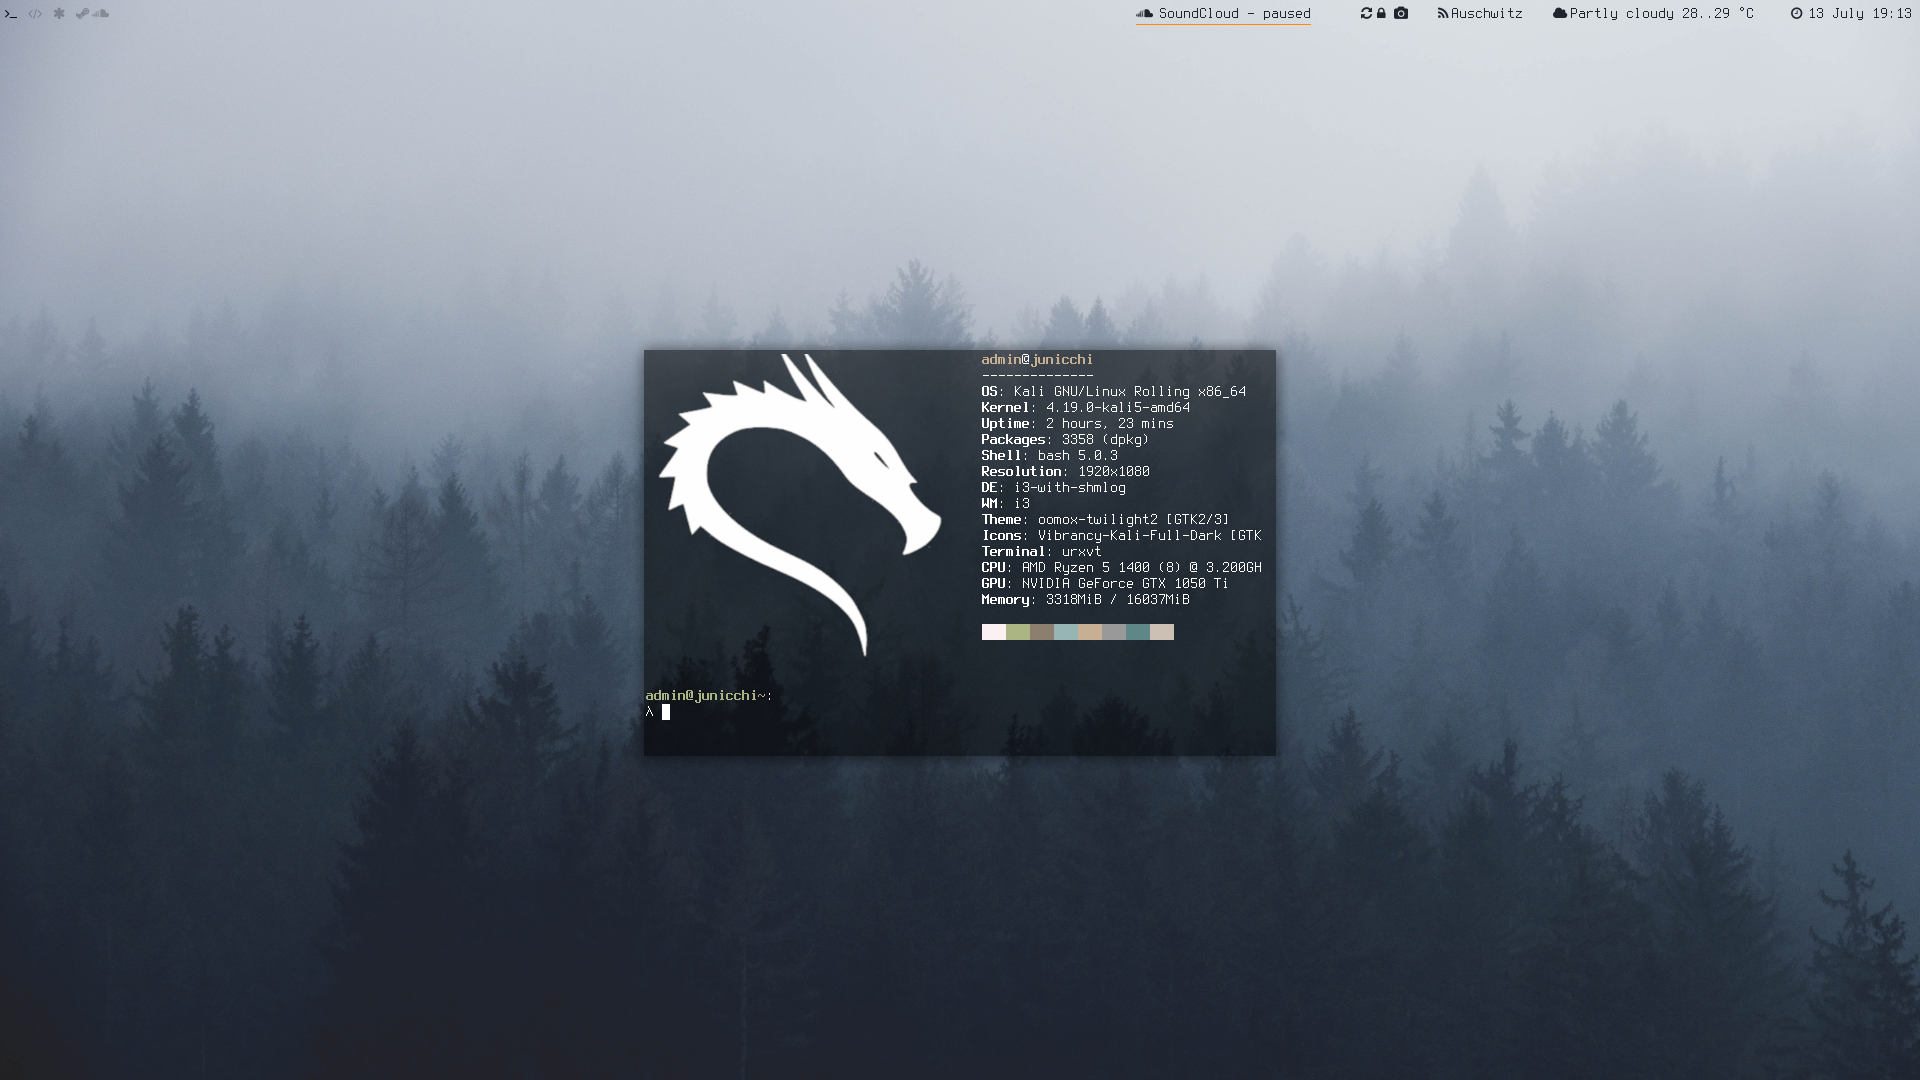 SoundCloud - paused
Auschwitz
Partly cloudy 28..29 °C
13 July 19:13
admin@junicchi
--------------
OS: Kali GNU/Linux Rolling x86_64
Kernel: 4.19.0-kali5-amd64
Uptime: 2 hours, 23 mins
Packages: 3358 (dpkg)
Shell: bash 5.0.3
Resolution: 1920x1080
DE: i3-with-shmlog
WM: i3
Theme: oomox-twilight2 [GTK2/3]
Icons: Vibrancy-Kali-Full-Dark [GTK
Terminal: urxvt
CPU: AMD Ryzen 5 1400 (8) @ 3.200GH
GPU: NVIDIA GeForce GTX 1050 Ti
Memory: 3318MiB / 16037MiB
admin@junicchi~:
λ